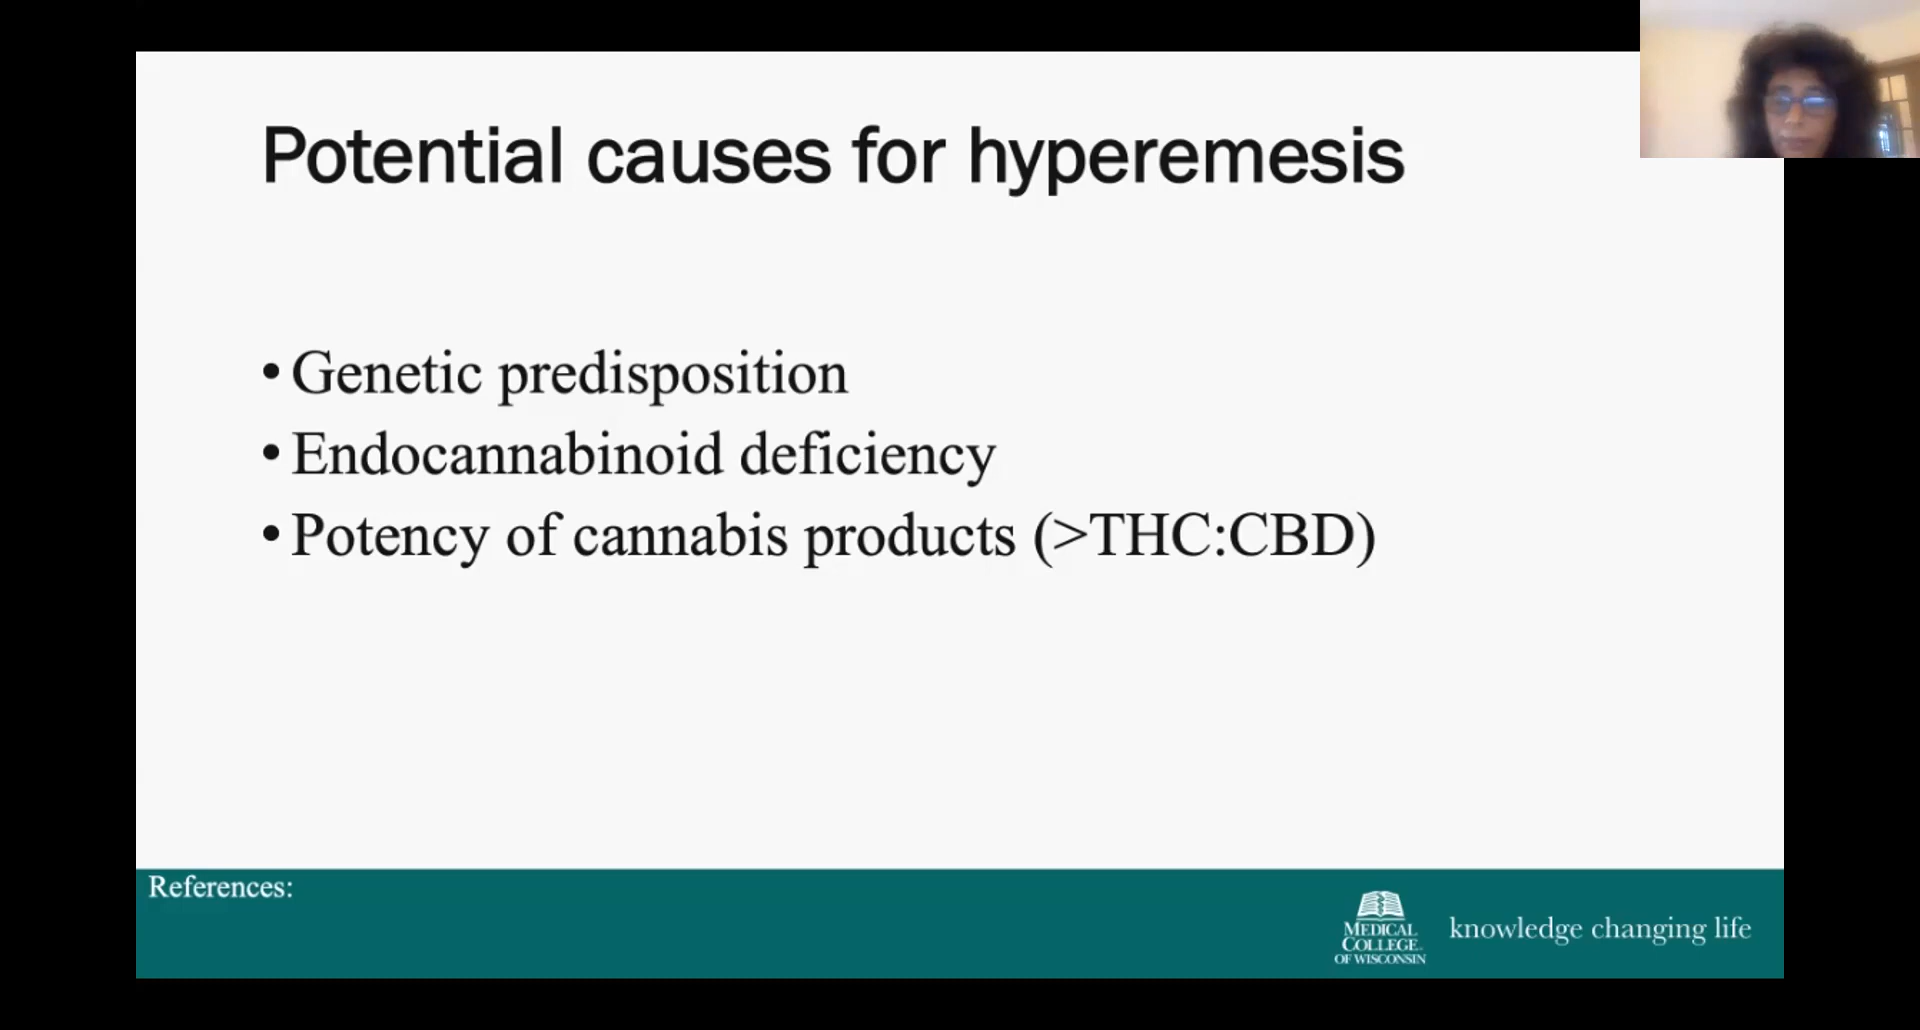 Potential causes for hyperemesis
• Genetic predisposition
• Endocannabinoid deficiency
• Potency of cannabis products (>THC:CBD)
References:
MEDICAL
COLLEGE
OF WISCONSIN
knowledge changing life